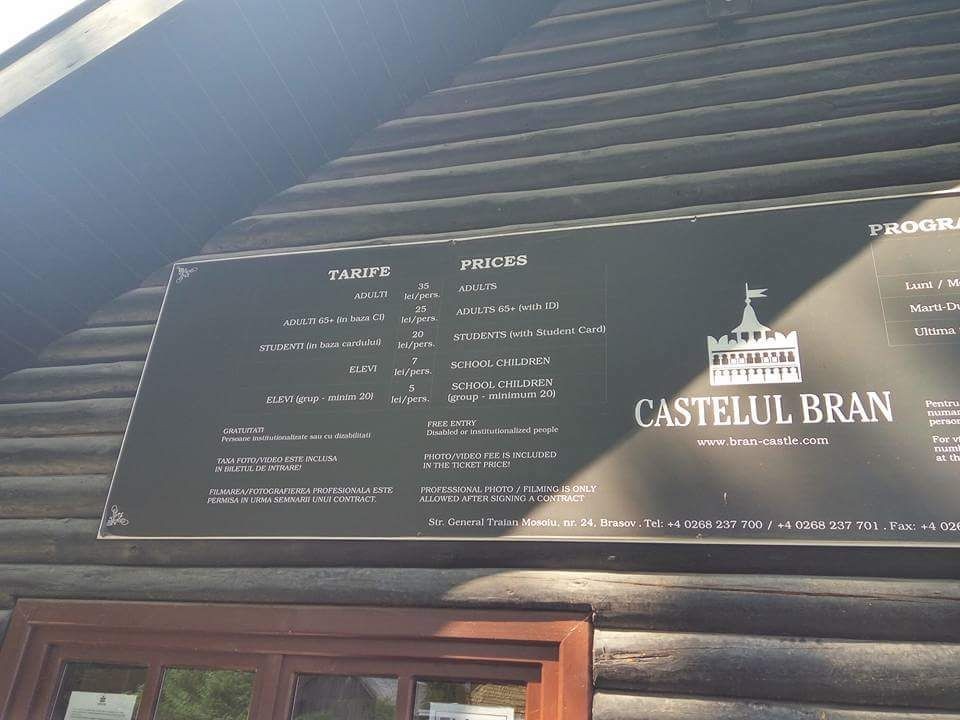 TARIFE
PRICES
ADULTI 35 lei/pers. ADULTS
ADULTI 65+ (in baza CI) 25 lei/pers. ADULTS 65+ (with ID)
STUDENTI (in baza cardului) 20 lei/pers. STUDENTS (with Student Card)
ELEVI 7 lei/pers. SCHOOL CHILDREN
ELEVI (grup - minim 20) 5 lei/pers. SCHOOL CHILDREN
(group - minimum 20)
GRATUITATI
Persoane institutionalizate sau cu dizabilitati
FREE ENTRY
Disabled or institutionalized people
TAXA FOTO/VIDEO ESTE INCLUSA
IN BILETUL DE INTRARE!
PHOTO/VIDEO FEE IS INCLUDED
IN THE TICKET PRICE!
FILMAREA/FOTOGRAFIEREA PROFESIONALA ESTE
PERMISA IN URMA SEMNARII UNUI CONTRACT.
PROFESSIONAL PHOTO / FILMING IS ONLY
ALLOWED AFTER SIGNING A CONTRACT
CASTELUL BRAN
www.bran-castle.com
PROGRA
Luni / M
Marti-Du
Ultima
Pentru
numar
person
For v
num
at th
Str. General Traian Mosoiu, nr. 24, Brasov . Tel: +4 0268 237 700 / +4 0268 237 701 . Fax: +4 026